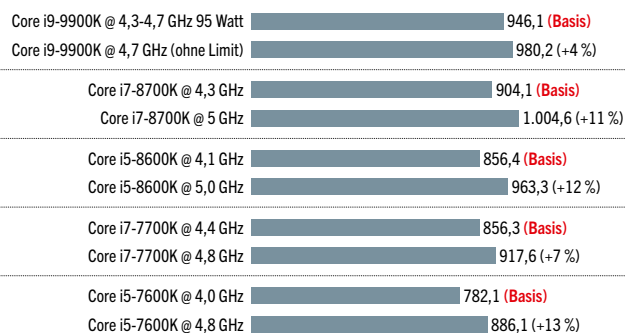 Core i9-9900K @ 4,3-4,7 GHz 95 Watt 946,1 (Basis)
Core i9-9900K @ 4,7 GHz (ohne Limit) 980,2 (+4 %)
Core i7-8700K @ 4,3 GHz 904,1 (Basis)
Core i7-8700K @ 5 GHz 1.004,6 (+11 %)
Core i5-8600K @ 4,1 GHz 856,4 (Basis)
Core i5-8600K @ 5,0 GHz 963,3 (+12 %)
Core i7-7700K @ 4,4 GHz 856,3 (Basis)
Core i7-7700K @ 4,8 GHz 917,6 (+7 %)
Core i5-7600K @ 4,0 GHz 782,1 (Basis)
Core i5-7600K @ 4,8 GHz 886,1 (+13 %)